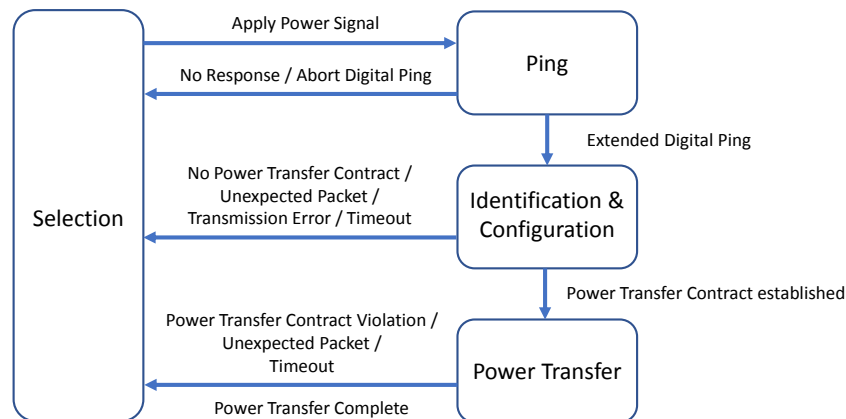 Apply Power Signal
Ping
No Response / Abort Digital Ping
Extended Digital Ping
No Power Transfer Contract /
Unexpected Packet /
Transmission Error / Timeout
Identification &
Configuration
Selection
Power Transfer Contract established
Power Transfer Contract Violation /
Unexpected Packet /
Timeout
Power Transfer
Power Transfer Complete